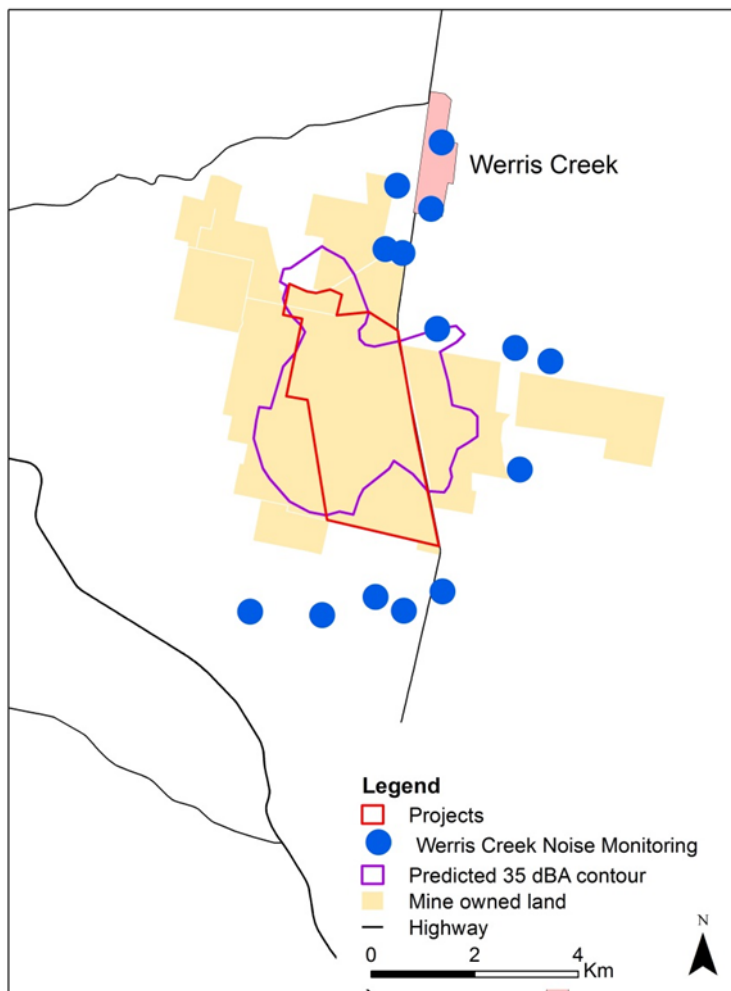 Werris Creek
Legend
Projects
Werris Creek Noise Monitoring
Predicted 35 dBA contour
Mine owned land
Highway
N
0 2 4
Km